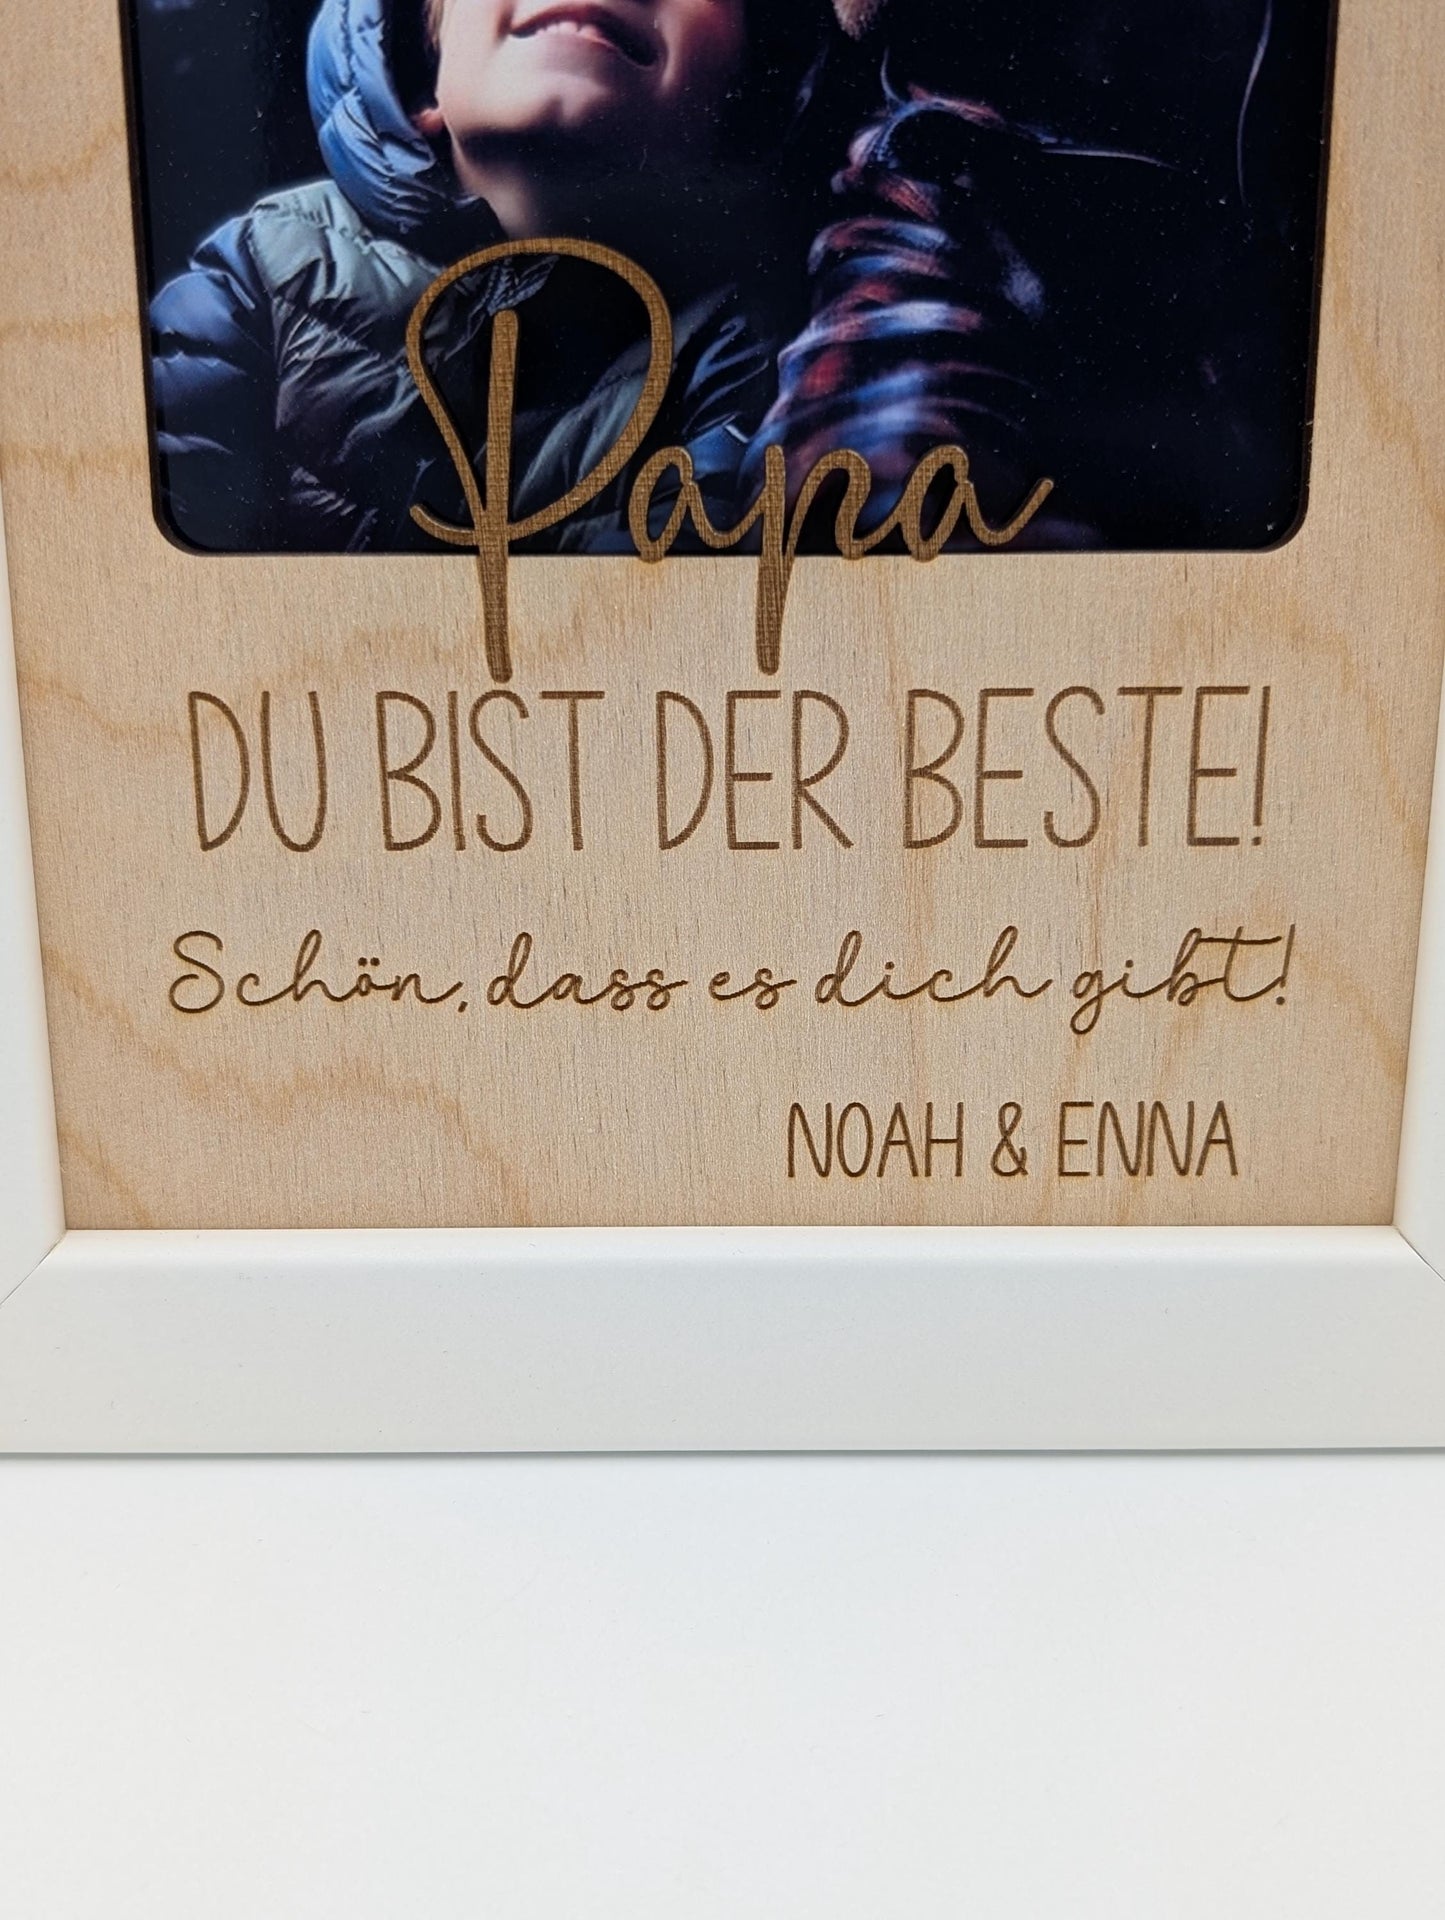 Papa
DU BIST DER BESTE!
Schön, dass es dich gibt!
NOAH & ENNA